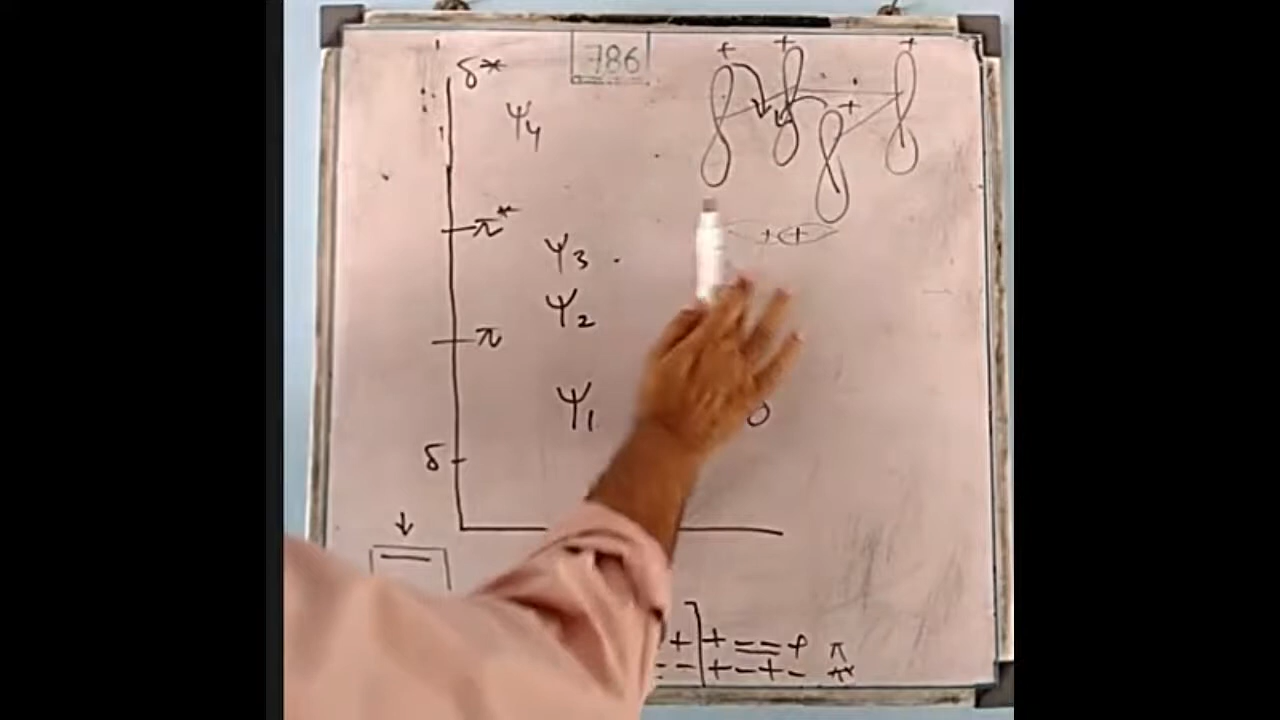 786
δ*
Ψ4
+ + +
+
π*
+ +
Ψ3
Ψ2
π
Ψ1
δ
+ + = = + π
- + - + - π*